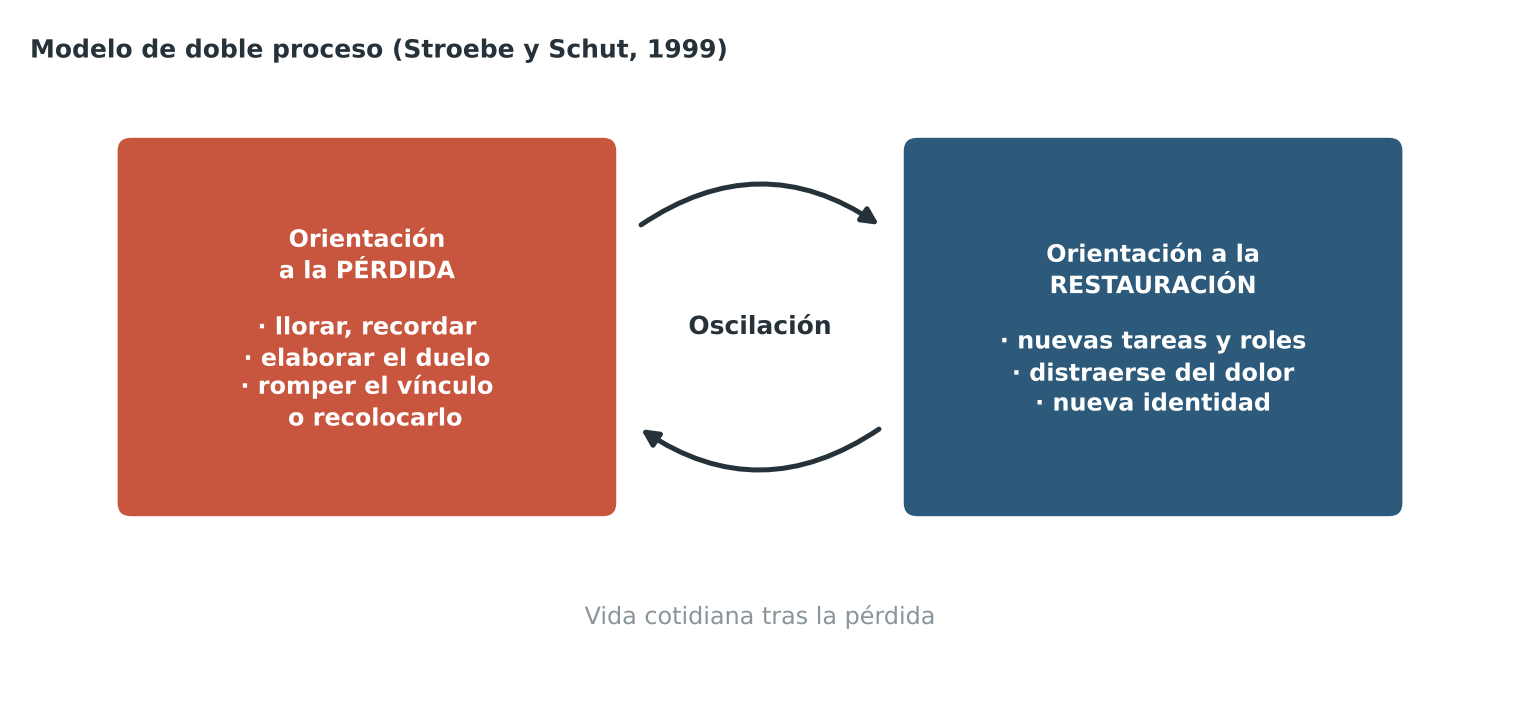 Modelo de doble proceso (Stroebe y Schut, 1999)
Orientación
a la PÉRDIDA
· llorar, recordar
· elaborar el duelo
· romper el vínculo
o recolocarlo
Oscilación
Orientación a la
RESTAURACIÓN
· nuevas tareas y roles
· distraerse del dolor
· nueva identidad
Vida cotidiana tras la pérdida